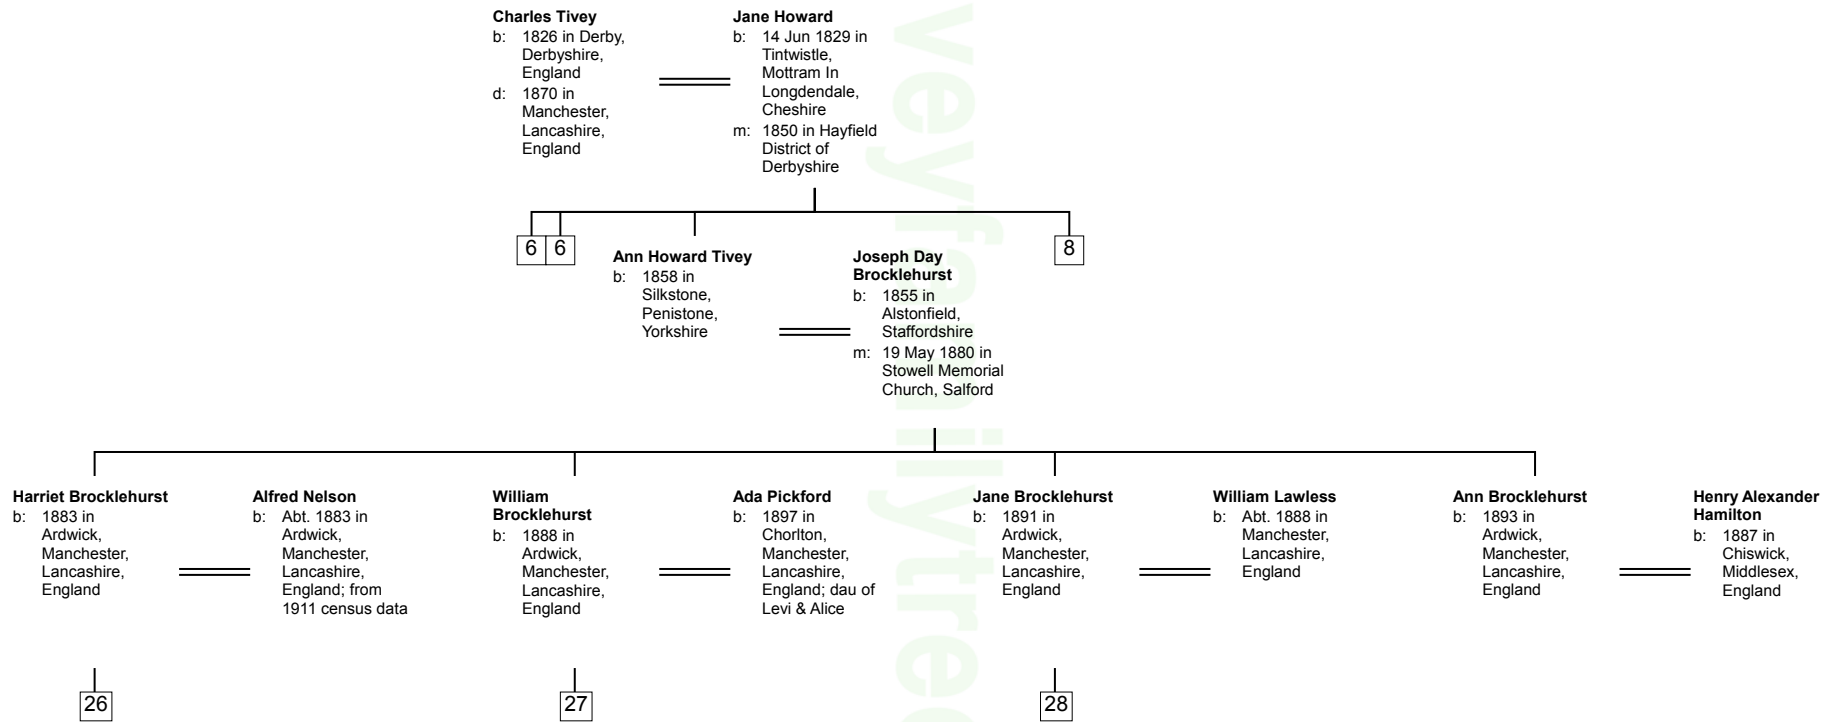 Charles Tivey
b: 1826 in Derby,
Derbyshire,
England
d: 1870 in
Manchester,
Lancashire,
England
Jane Howard
b: 14 Jun 1829 in
Tintwistle,
Mottram In
Longdendale,
Cheshire
m: 1850 in Hayfield
District of
Derbyshire
6 6
8
Ann Howard Tivey
b: 1858 in
Silkstone,
Penistone,
Yorkshire
Joseph Day
Brocklehurst
b: 1855 in
Alstonfield,
Staffordshire
m: 19 May 1880 in
Stowell Memorial
Church, Salford
Harriet Brocklehurst
b: 1883 in
Ardwick,
Manchester,
Lancashire,
England
Alfred Nelson
b: Abt. 1883 in
Ardwick,
Manchester,
Lancashire,
England; from
1911 census data
William
Brocklehurst
b: 1888 in
Ardwick,
Manchester,
Lancashire,
England
Ada Pickford
b: 1897 in
Chorlton,
Manchester,
Lancashire,
England; dau of
Levi & Alice
Jane Brocklehurst
b: 1891 in
Ardwick,
Manchester,
Lancashire,
England
William Lawless
b: Abt. 1888 in
Manchester,
Lancashire,
England
Ann Brocklehurst
b: 1893 in
Ardwick,
Manchester,
Lancashire,
England
Henry Alexander
Hamilton
b: 1887 in
Chiswick,
Middlesex,
England
26
27
28
veyfamilytree